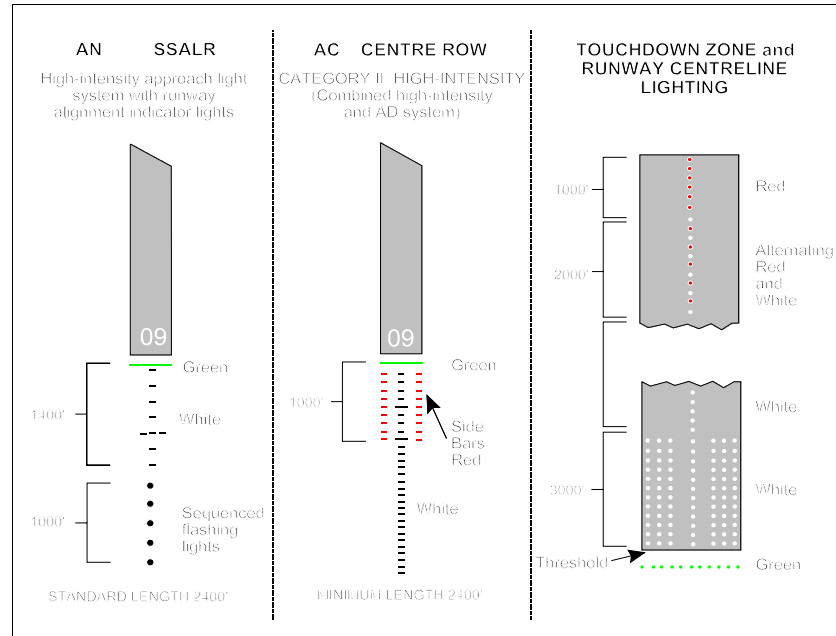 AN SSALR
High-intensity approach light
system with runway
alignment indicator lights
09
Green
1400'
White
1000'
Sequenced
flashing
lights
STANDARD LENGTH 2400'
AC CENTRE ROW
CATEGORY II HIGH-INTENSITY
(Combined high-intensity
and AD system)
09
Green
1000'
Side
Bars
Red
White
MINIMUM LENGTH 2400'
TOUCHDOWN ZONE and
RUNWAY CENTRELINE
LIGHTING
1000'
Red
2000'
Alternating
Red
and
White
White
3000'
White
Threshold
Green